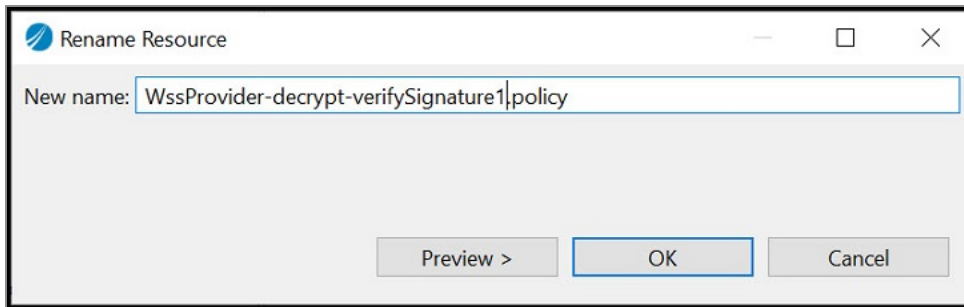 Rename Resource
New name: WssProvider-decrypt-verifySignature1.policy
Preview > OK Cancel